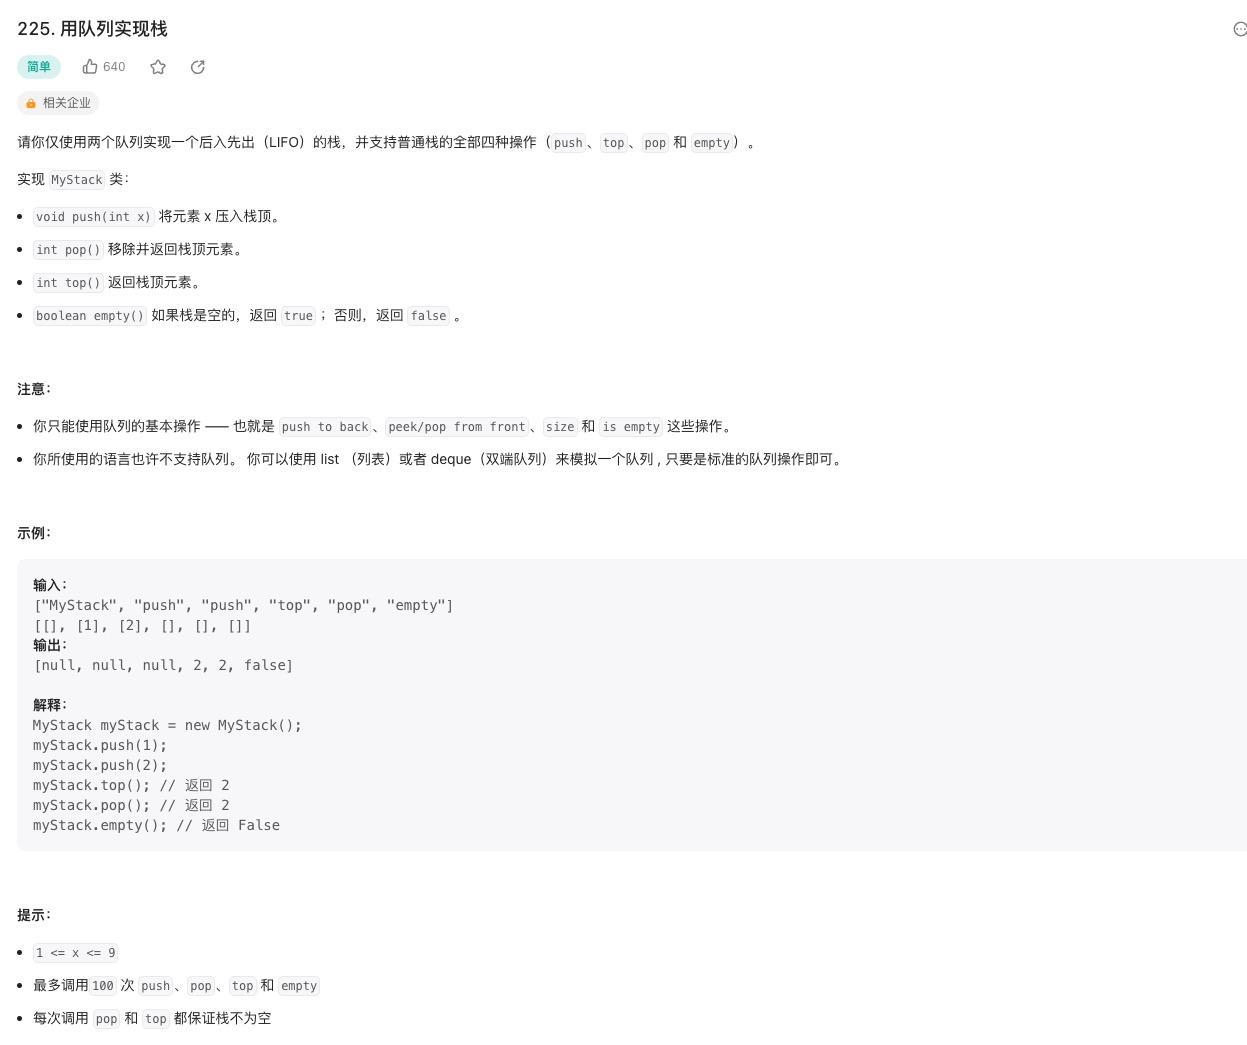 225. 用队列实现栈
简单 640
相关企业
请你仅使用两个队列实现一个后入先出（LIFO）的栈，并支持普通栈的全部四种操作（push、top、pop 和 empty）。
实现 MyStack 类：
void push(int x) 将元素 x 压入栈顶。
int pop() 移除并返回栈顶元素。
int top() 返回栈顶元素。
boolean empty() 如果栈是空的，返回 true ；否则，返回 false 。
注意：
你只能使用队列的基本操作 —— 也就是 push to back、peek/pop from front、size 和 is empty 这些操作。
你所使用的语言也许不支持队列。 你可以使用 list （列表）或者 deque（双端队列）来模拟一个队列 , 只要是标准的队列操作即可。
示例：
输入：
["MyStack", "push", "push", "top", "pop", "empty"]
[[], [1], [2], [], [], []]
输出：
[null, null, null, 2, 2, false]
解释：
MyStack myStack = new MyStack();
myStack.push(1);
myStack.push(2);
myStack.top(); // 返回 2
myStack.pop(); // 返回 2
myStack.empty(); // 返回 False
提示：
1 <= x <= 9
最多调用100 次 push、pop、top 和 empty
每次调用 pop 和 top 都保证栈不为空